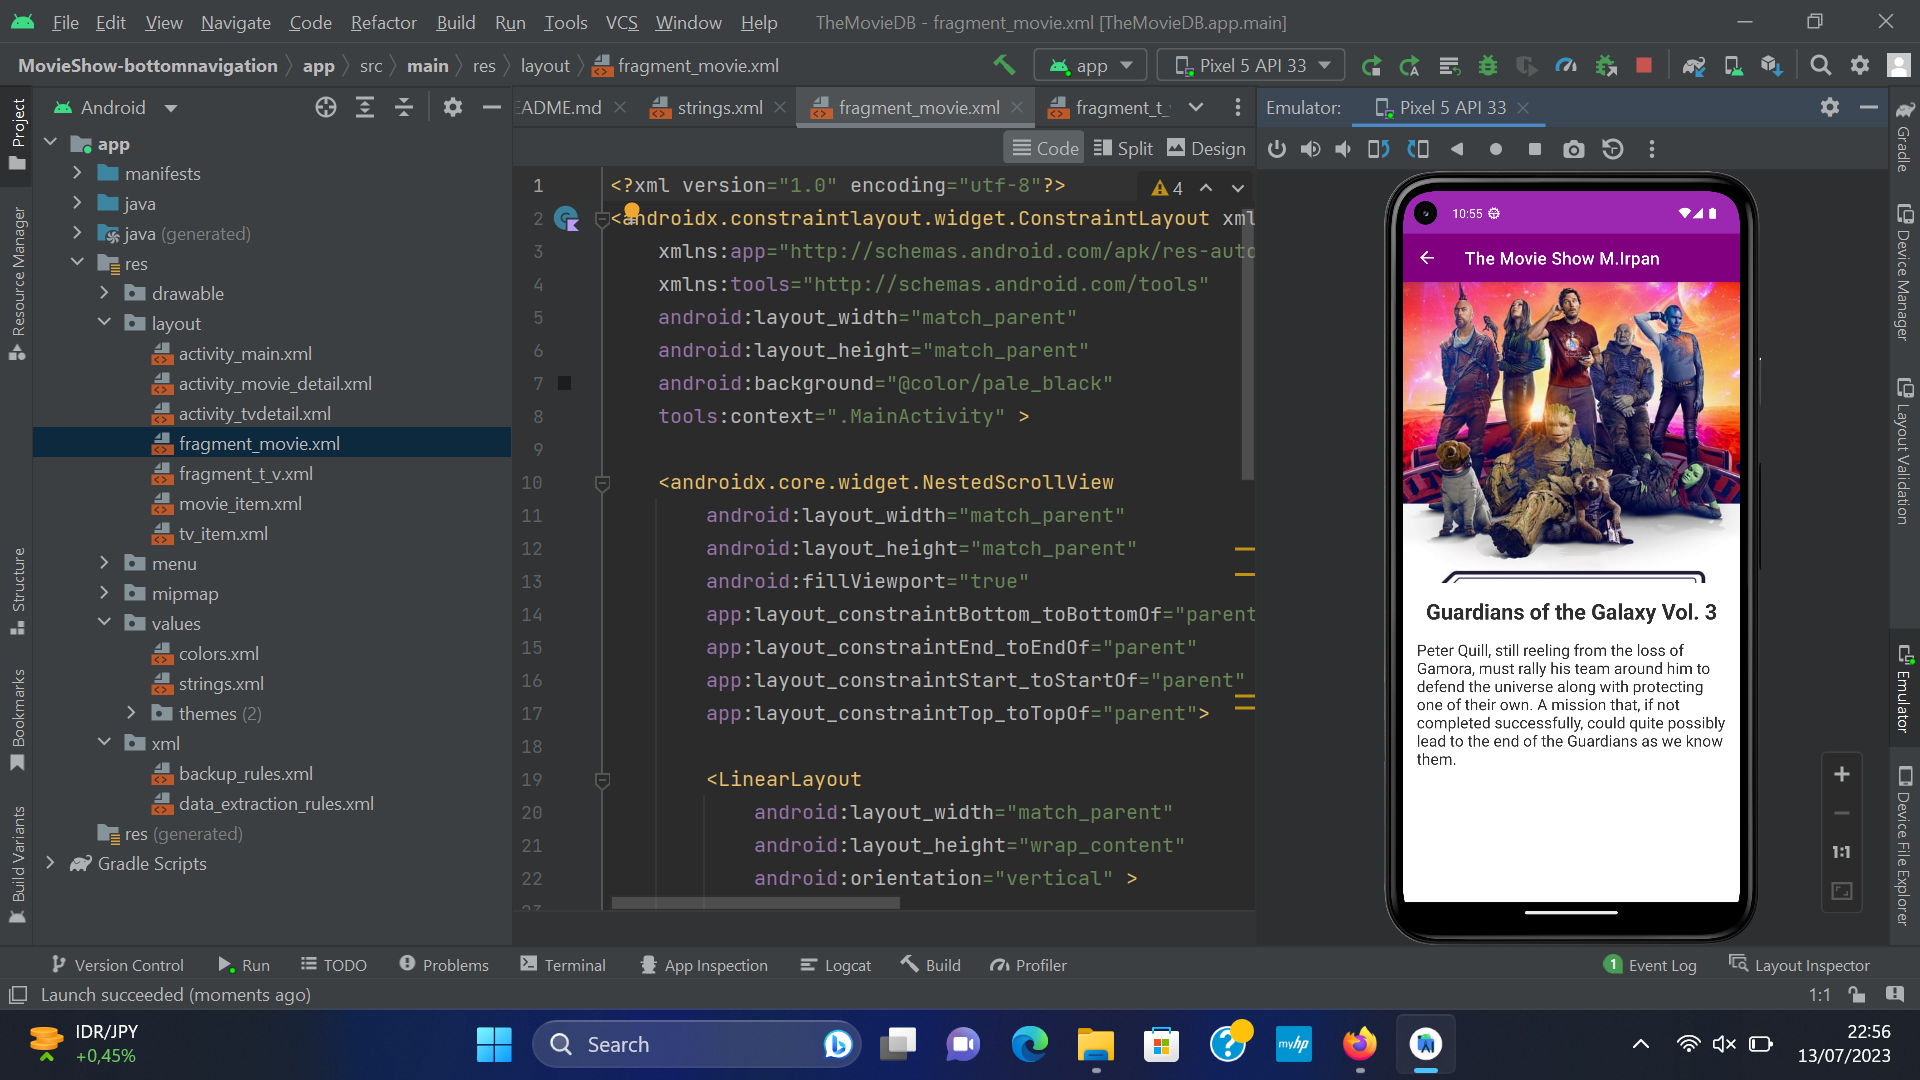 File Edit View Navigate Code Refactor Build Run Tools VCS Window Help TheMovieDB - fragment_movie.xml [TheMovieDB.app.main]
MovieShow-bottomnavigation app src main res layout fragment_movie.xml app Pixel 5 API 33
Android
EADME.md strings.xml fragment_movie.xml fragment_t_
Emulator: Pixel 5 API 33
Code Split Design
Project
Resource Manager
Structure
Bookmarks
Build Variants
app
manifests
java
java (generated)
res
drawable
layout
activity_main.xml
activity_movie_detail.xml
activity_tvdetail.xml
fragment_movie.xml
fragment_t_v.xml
movie_item.xml
tv_item.xml
menu
mipmap
values
colors.xml
strings.xml
themes (2)
xml
backup_rules.xml
data_extraction_rules.xml
res (generated)
Gradle Scripts
4
1 <?xml version="1.0" encoding="utf-8"?>
2 <androidx.constraintlayout.widget.ConstraintLayout xml
3 xmlns:app="http://schemas.android.com/apk/res-auto
4 xmlns:tools="http://schemas.android.com/tools"
5 android:layout_width="match_parent"
6 android:layout_height="match_parent"
7 android:background="@color/pale_black"
8 tools:context=".MainActivity" >
9
10 <androidx.core.widget.NestedScrollView
11 android:layout_width="match_parent"
12 android:layout_height="match_parent"
13 android:fillViewport="true"
14 app:layout_constraintBottom_toBottomOf="parent
15 app:layout_constraintEnd_toEndOf="parent"
16 app:layout_constraintStart_toStartOf="parent"
17 app:layout_constraintTop_toTopOf="parent">
18
19 <LinearLayout
20 android:layout_width="match_parent"
21 android:layout_height="wrap_content"
22 android:orientation="vertical" >
10:55
The Movie Show M.Irpan
Guardians of the Galaxy Vol. 3
Peter Quill, still reeling from the loss of
Gamora, must rally his team around him to
defend the universe along with protecting
one of their own. A mission that, if not
completed successfully, could quite possibly
lead to the end of the Guardians as we know
them.
1:1
Gradle
Device Manager
Layout Validation
Emulator
Device File Explorer
Version Control Run TODO Problems Terminal App Inspection Logcat Build Profiler 1 Event Log Layout Inspector
Launch succeeded (moments ago) 1:1
IDR/JPY
+0,45%
Search
myhp
22:56
13/07/2023